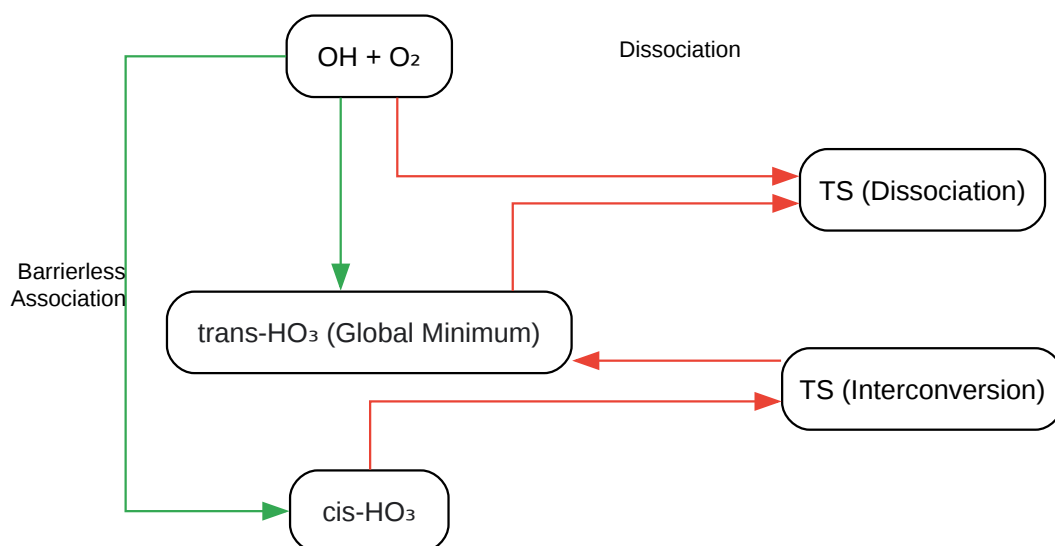 OH + O₂
Dissociation
TS (Dissociation)
Barrierless
Association
trans-HO₃ (Global Minimum)
TS (Interconversion)
cis-HO₃